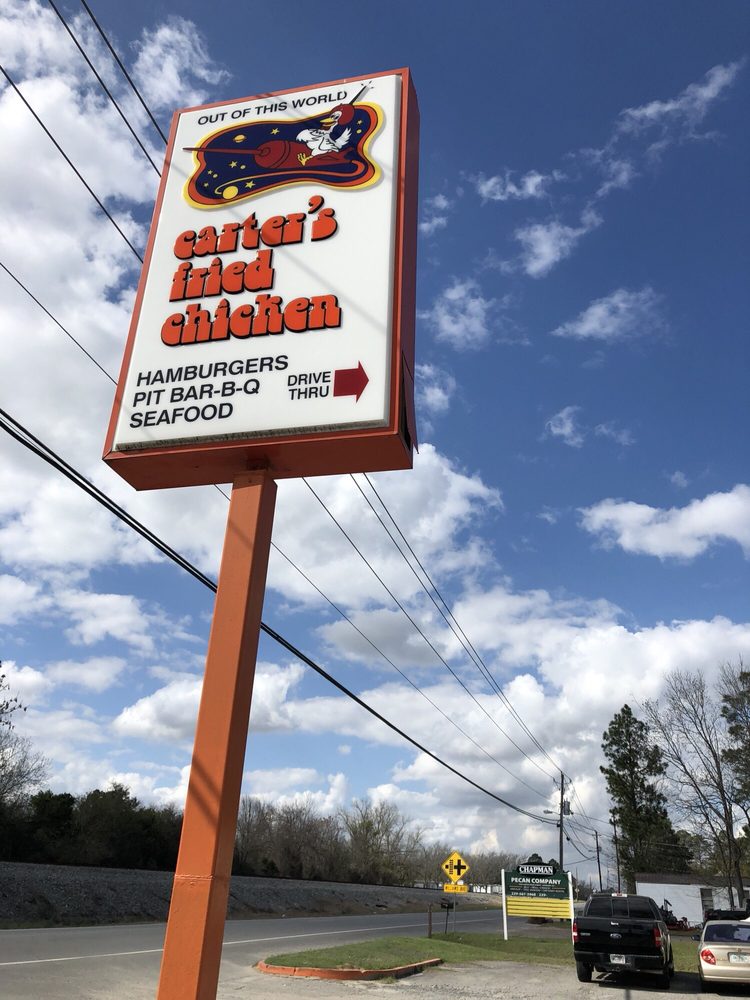 OUT OF THIS WORLD
carter's
fried
chicken
HAMBURGERS
PIT BAR-B-Q
SEAFOOD
DRIVE
THRU
CHAPMAN
PECAN COMPANY